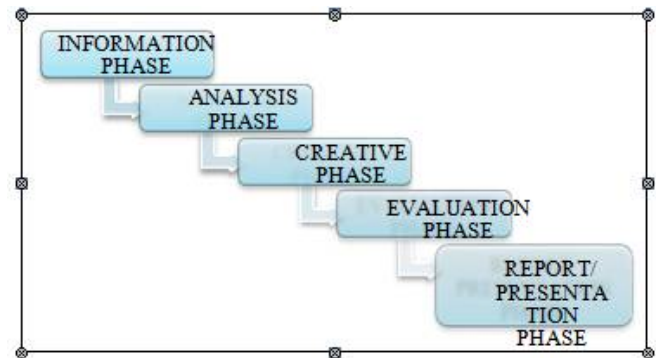 INFORMATION
PHASE
ANALYSIS
PHASE
CREATIVE
PHASE
EVALUATION
PHASE
REPORT/
PRESENTA
TION
PHASE